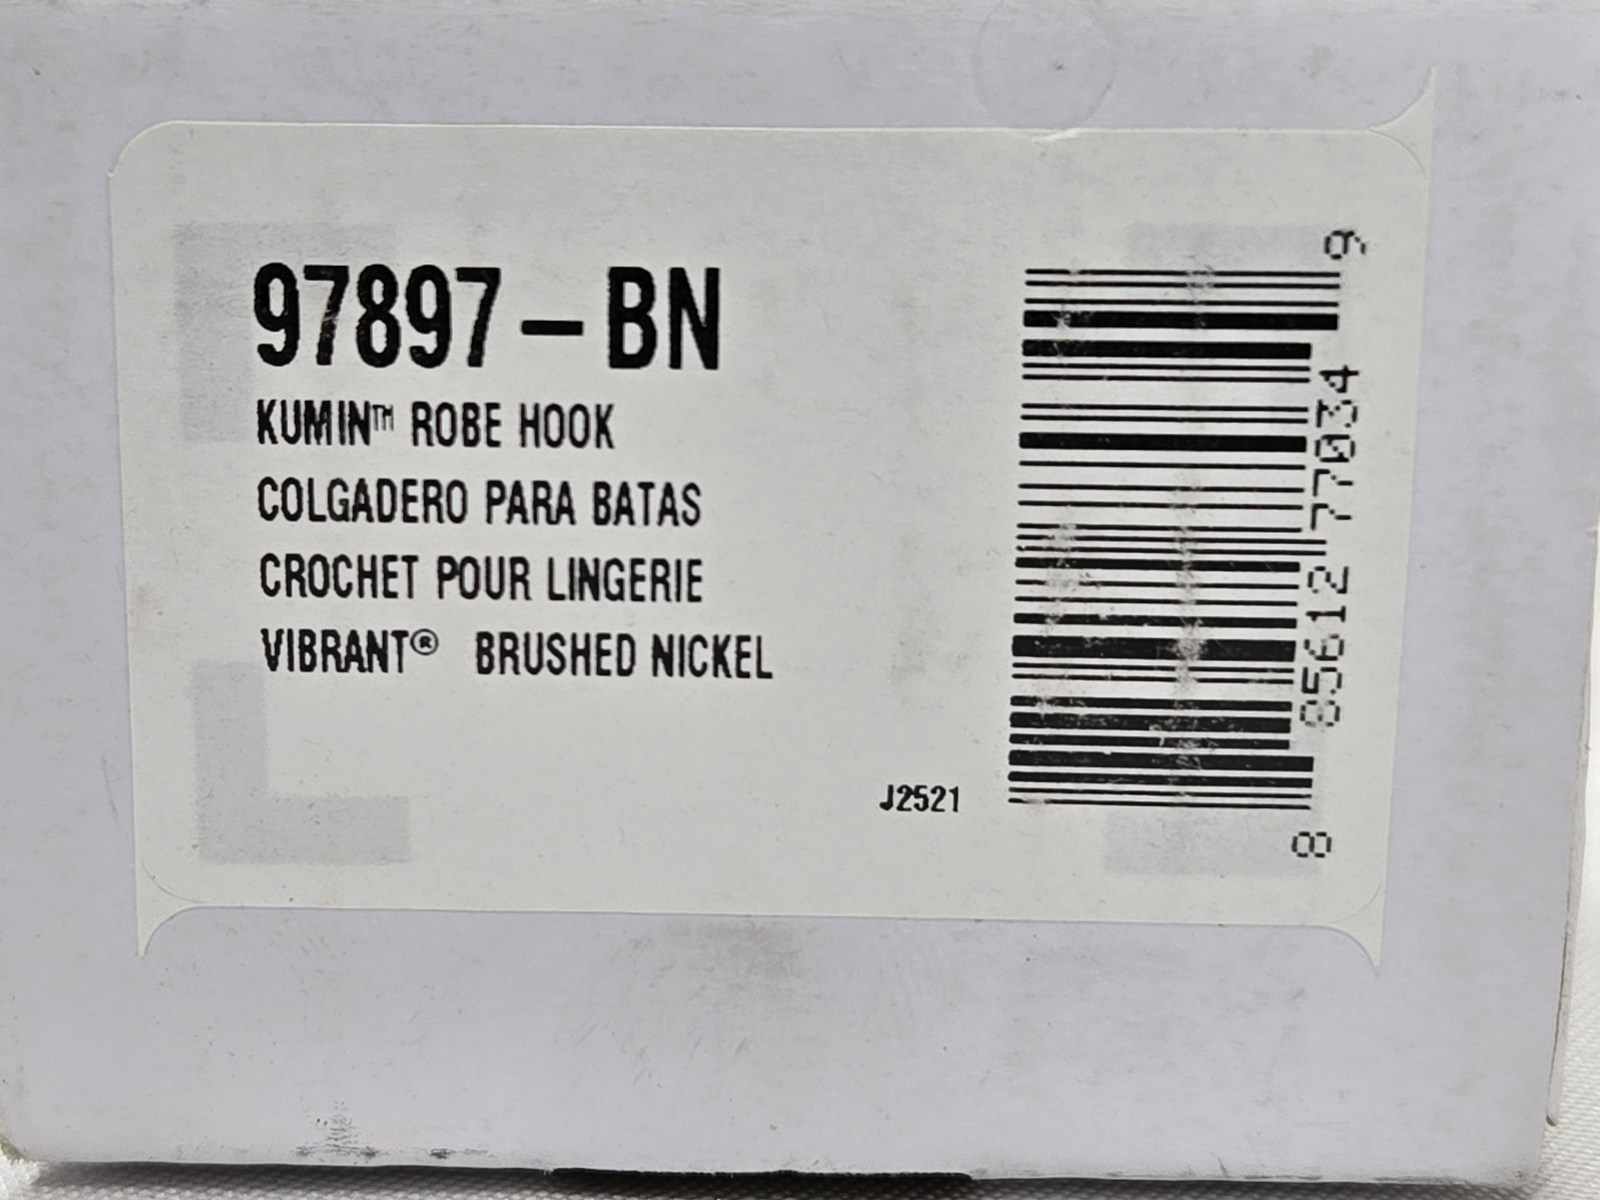 97897-BN
KUMIN™ ROBE HOOK
COLGADERO PARA BATAS
CROCHET POUR LINGERIE
VIBRANT® BRUSHED NICKEL
J2521
8 85612 77034 9